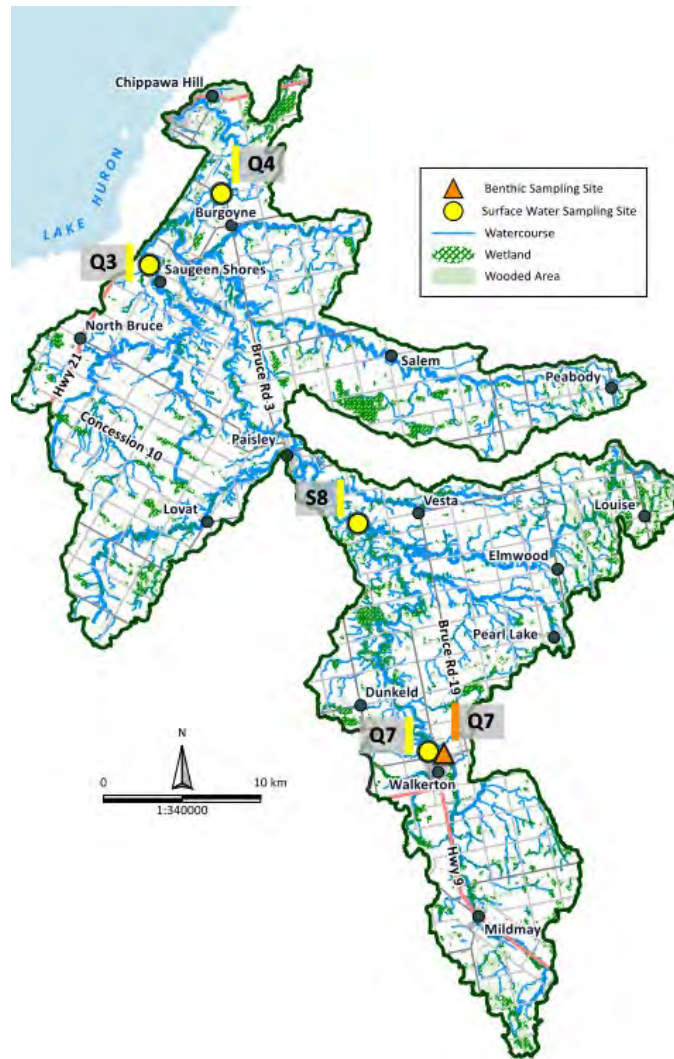 Chippawa Hill
LAKE HURON
Q4
Burgoyne
Q3
Saugeen Shores
North Bruce
Hwy 21
Bruce Rd 3
Salem
Peabody
Concession 10
Paisley
Lovat
S8
Vesta
Louise
Elmwood
Pearl Lake
Bruce Rd 19
Dunkeld
Q7
Q7
Walkerton
Hwy 9
Mildmay
Benthic Sampling Site
Surface Water Sampling Site
Watercourse
Wetland
Wooded Area
N
0 10 km
1:340000